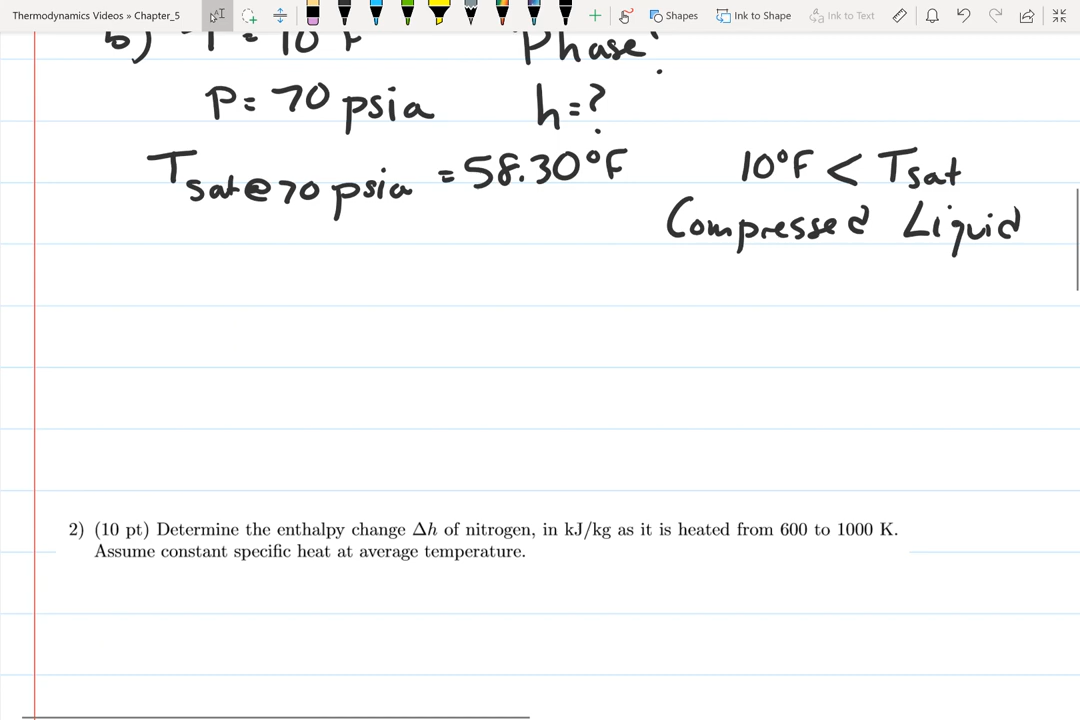 Thermodynamics Videos » Chapter_5
Shapes
Ink to Shape
Ink to Text
b) T = 10°F Phase?
P = 70 psia h = ?
Tsat@70 psia = 58.30°F 10°F < Tsat
Compressed Liquid
2) (10 pt) Determine the enthalpy change Δh of nitrogen, in kJ/kg as it is heated from 600 to 1000 K.
Assume constant specific heat at average temperature.